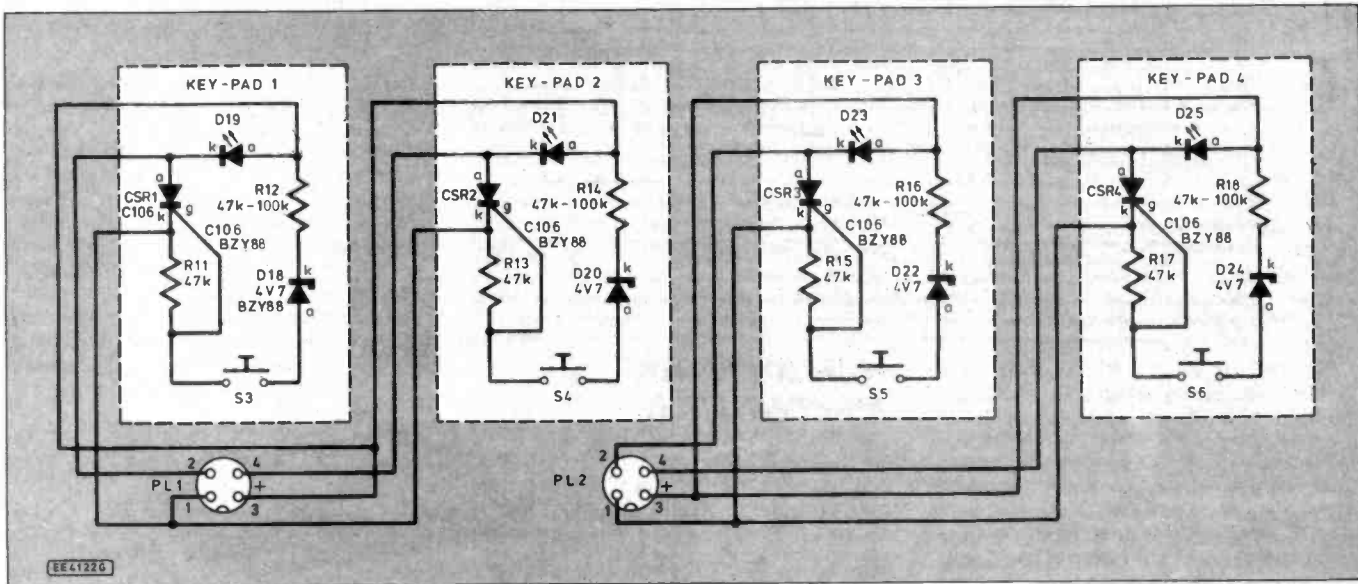 KEY-PAD 1
D19
k
a
a
CSR1
C106
k
g
R12
47k-100k
C106
BZY88
R11
47k
D18
4V7
BZY88
k
a
S3
KEY-PAD 2
D21
k
a
a
CSR2
k
g
R14
47k-100k
C106
BZY88
R13
47k
D20
4V7
k
a
S4
KEY-PAD 3
D23
k
a
a
CSR3
k
g
R16
47k-100k
C106
BZY88
R15
47k
D22
4V7
k
a
S5
KEY-PAD 4
D25
k
a
a
CSR4
k
g
R18
47k-100k
C106
BZY88
R17
47k
D24
4V7
k
a
S6
PL1
2
4
1
3
+
PL2
2
4
1
3
+
EE4122G